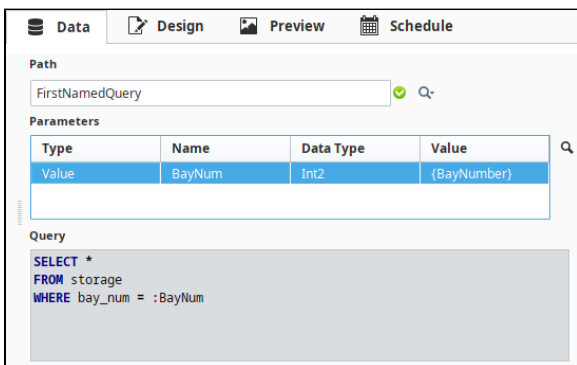 Data Design Preview Schedule
Path
FirstNamedQuery
Parameters
Type Name Data Type Value
Value BayNum Int2 {BayNumber}
Query
SELECT *
FROM storage
WHERE bay_num = :BayNum